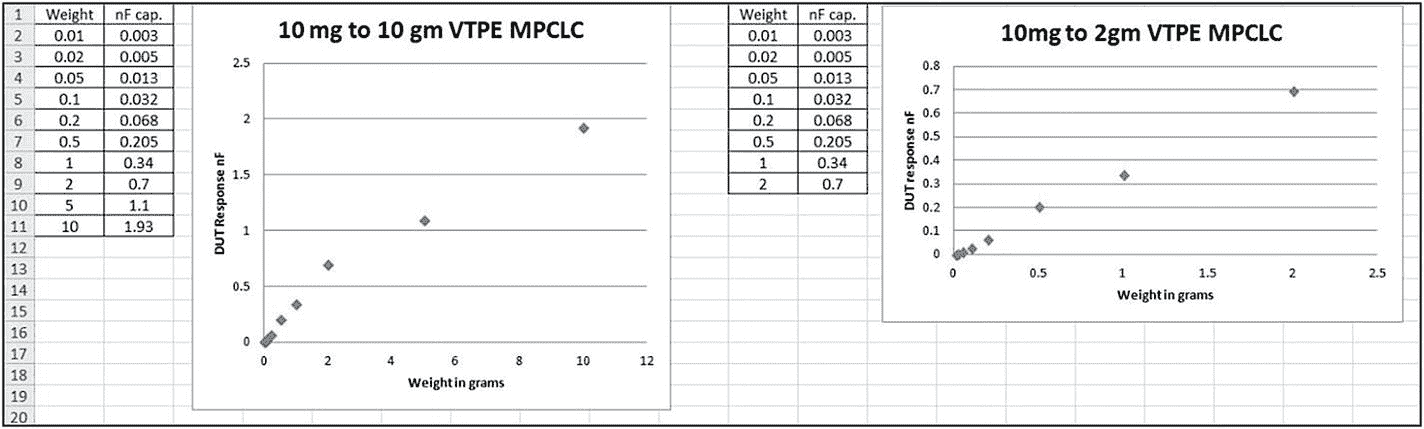 1 Weight nF cap.
2 0.01 0.003
3 0.02 0.005
4 0.05 0.013
5 0.1 0.032
6 0.2 0.068
7 0.5 0.205
8 1 0.34
9 2 0.7
10 5 1.1
11 10 1.93
12
13
14
15
16
17
18
19
20
10 mg to 10 gm VTPE MPCLC
DUT Response nF
2.5
2
1.5
1
0.5
0
0 2 4 6 8 10 12
Weight in grams
Weight nF cap.
0.01 0.003
0.02 0.005
0.05 0.013
0.1 0.032
0.2 0.068
0.5 0.205
1 0.34
2 0.7
10mg to 2gm VTPE MPCLC
DUT response nF
0.8
0.7
0.6
0.5
0.4
0.3
0.2
0.1
0
0 0.5 1 1.5 2 2.5
Weight in grams